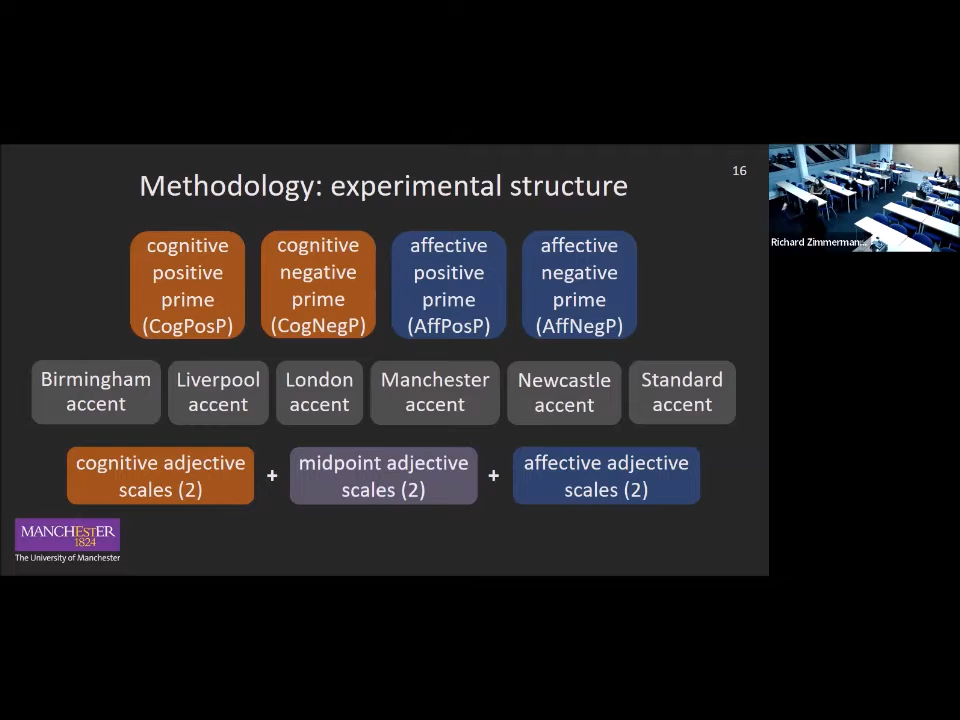 Methodology: experimental structure
16
cognitive
positive
prime
(CogPosP)
cognitive
negative
prime
(CogNegP)
affective
positive
prime
(AffPosP)
affective
negative
prime
(AffNegP)
Birmingham
accent
Liverpool
accent
London
accent
Manchester
accent
Newcastle
accent
Standard
accent
cognitive adjective
scales (2)
+
midpoint adjective
scales (2)
+
affective adjective
scales (2)
MANCHESTER
1824
The University of Manchester
Richard Zimmerman...